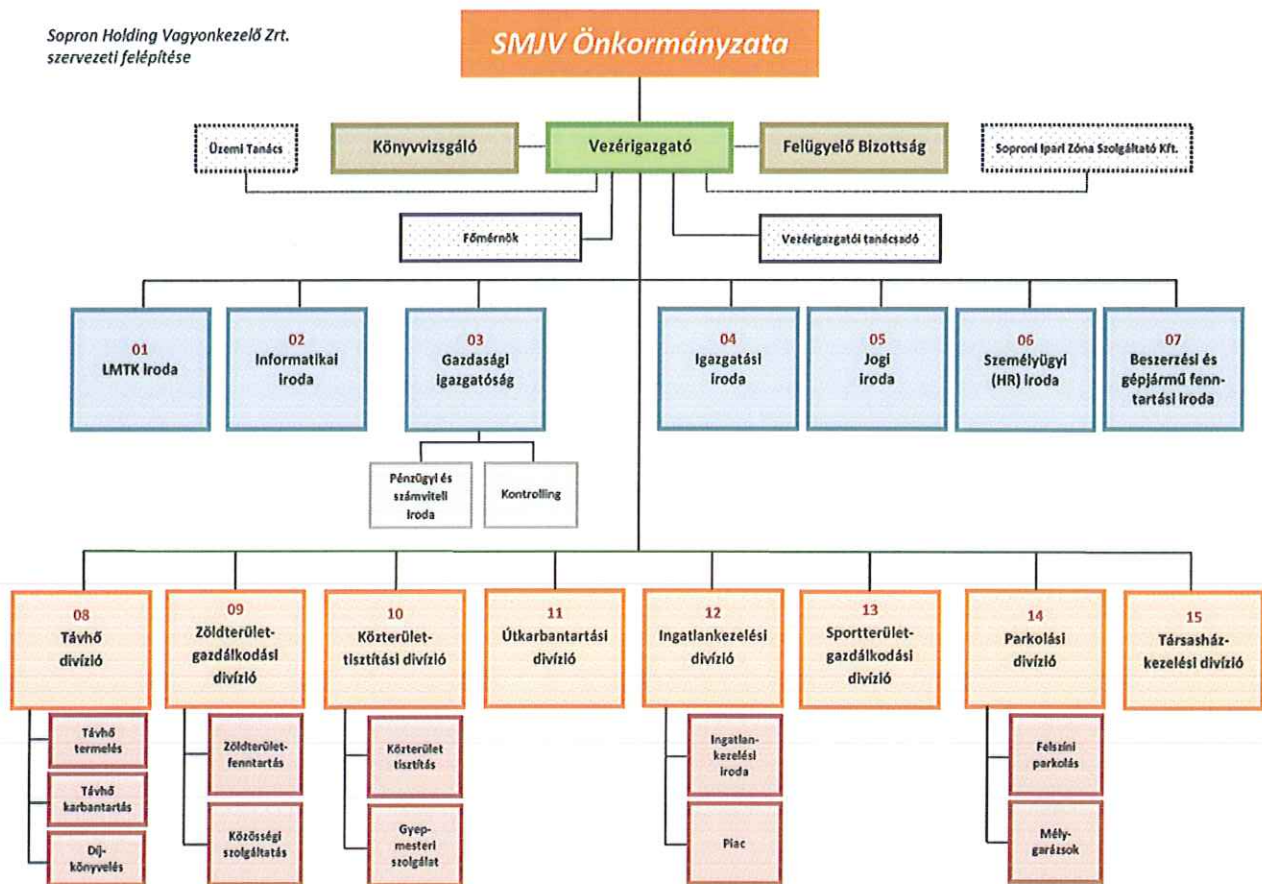 Sopron Holding Vagyonkezelő Zrt.
szervezeti felépítése
SMJV Önkormányzata
Üzemi Tanács
Könyvvizsgáló
Vezérigazgató
Felügyelő Bizottság
Soproni Ipari Zóna Szolgáltató Kft.
Főmérnök
Vezérigazgatói tanácsadó
01
LMTK Iroda
02
Informatikai
iroda
03
Gazdasági
igazgatóság
04
Igazgatási
iroda
05
Jogi
iroda
06
Személyügyi
(HR) Iroda
07
Beszerzési és
gépjármű fenn-
tartási iroda
Pénzügyi és
számviteli
Iroda
Kontrolling
08
Távhő
divízió
09
Zöldterület-
gazdálkodási
divízió
10
Közterület-
tisztítási divízió
11
Útkarbantartási
divízió
12
Ingatlankezelési
divízió
13
Sportterület-
gazdálkodási
divízió
14
Parkolási
divízió
15
Társasház-
kezelési divízió
Távhő
termelés
Távhő
karbantartás
Díj-
könyvelés
Zöldterület-
fenntartás
Közösségi
szolgáltatás
Közterület
tisztítás
Gyep-
mesteri
szolgálat
Ingatlan-
kezelési
iroda
Piac
Felszíni
parkolás
Mély-
garázsok